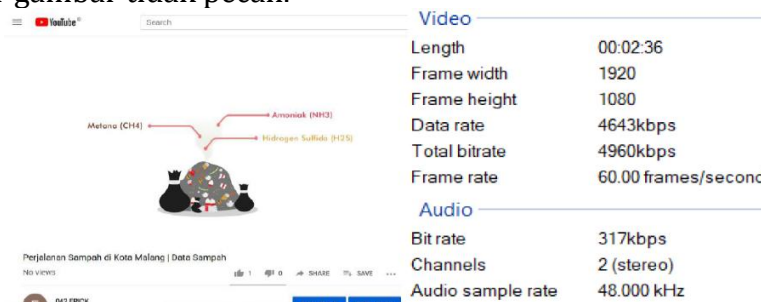 gambar tidak pecah.
YouTube
Search
Metana (CH4)
Amoniak (NH3)
Hidrogen Sulfida (H2S)
Perjalanan Sampah di Kota Malang | Data Sampah
No views
1 0 SHARE SAVE ...
Video
Length 00:02:36
Frame width 1920
Frame height 1080
Data rate 4643kbps
Total bitrate 4960kbps
Frame rate 60.00 frames/second
Audio
Bit rate 317kbps
Channels 2 (stereo)
Audio sample rate 48.000 kHz